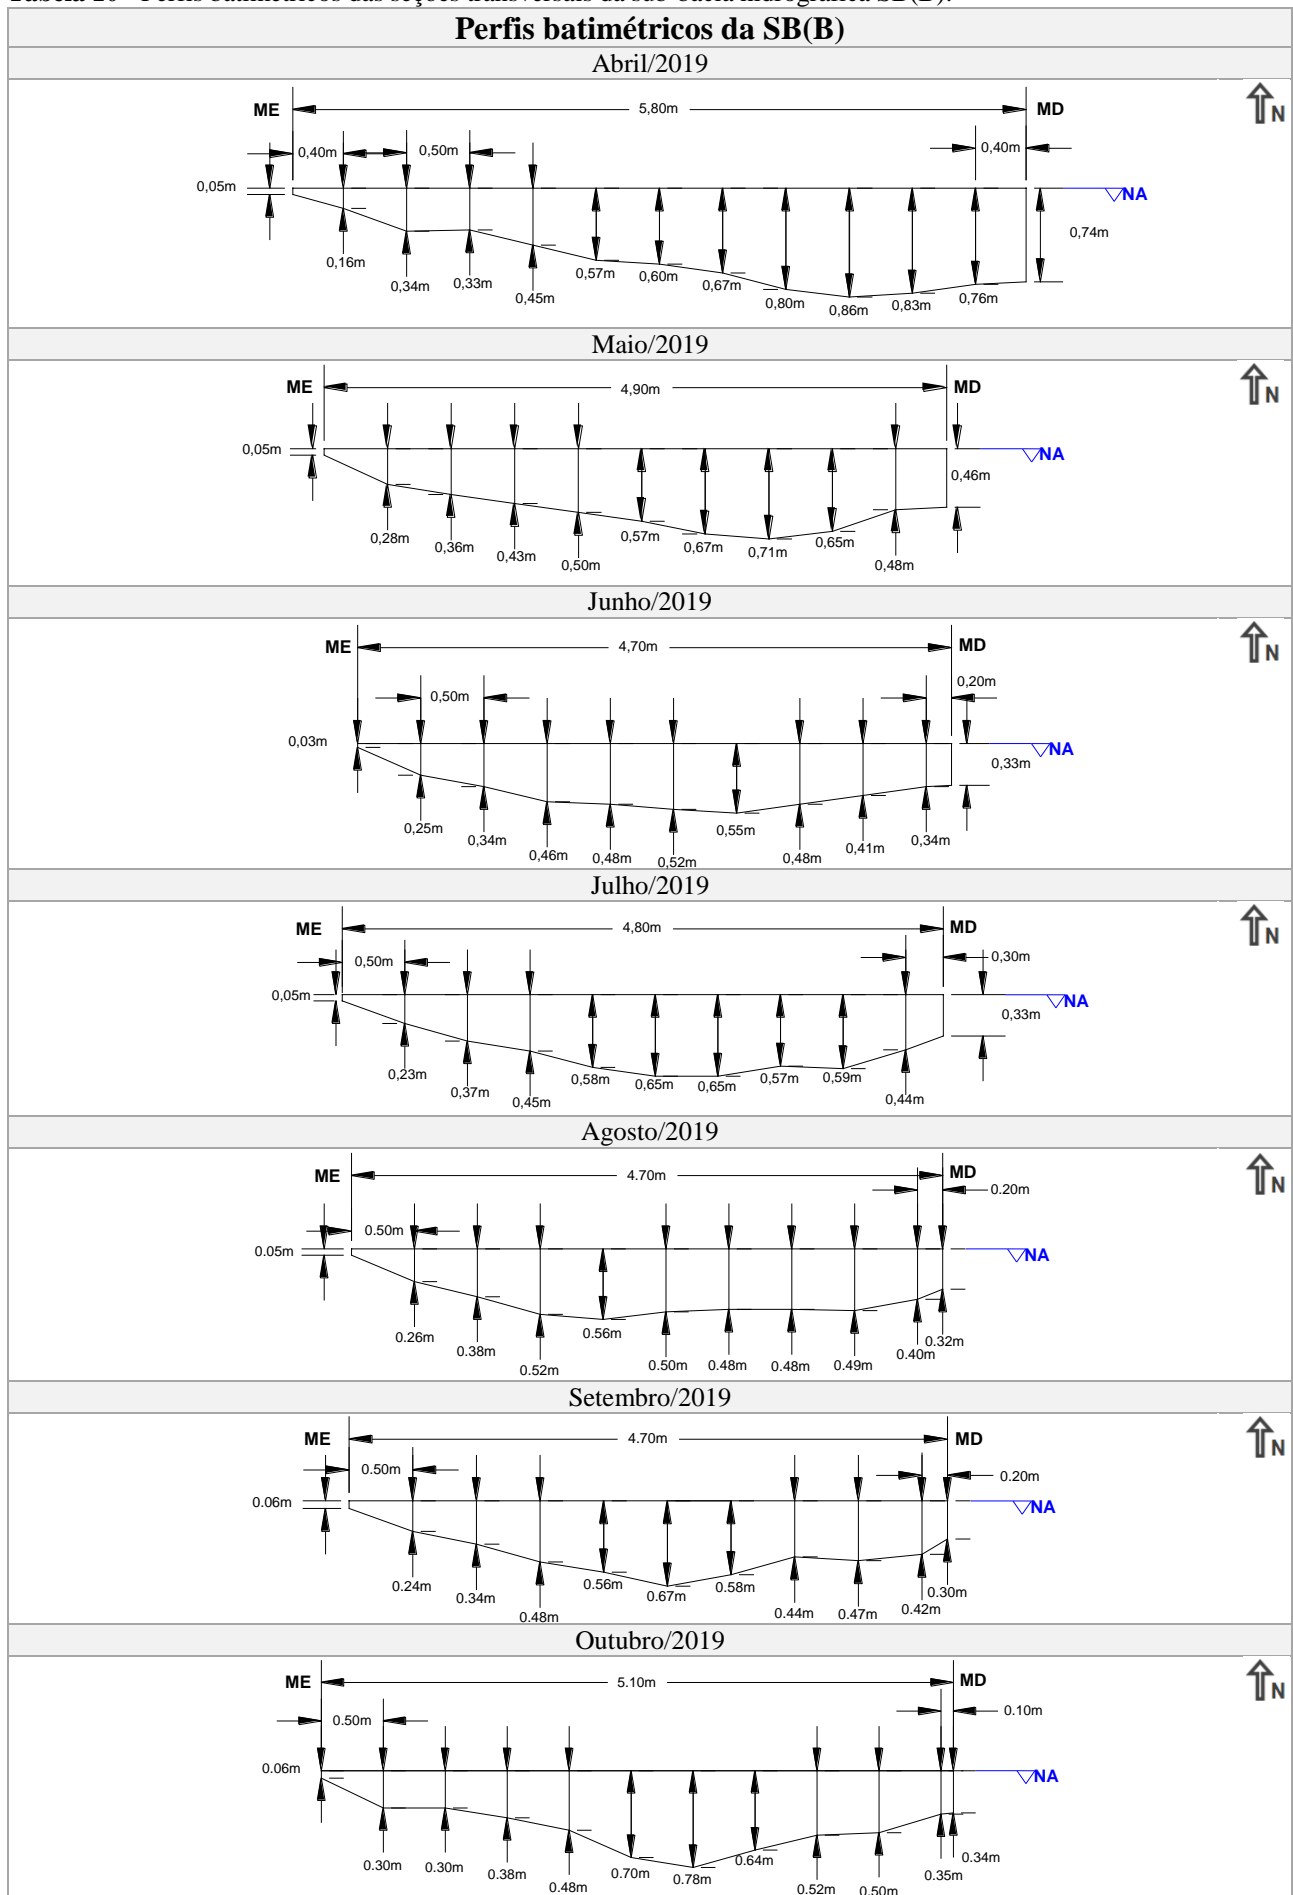 Tabela 10 - Perfis batimétricos das seções transversais da sub-bacia hidrográfica SB(B).
Perfis batimétricos da SB(B)
Abril/2019
N
ME 5,80m MD
0,40m 0,50m 0,40m
0,05m NA
0,74m
0,16m 0,34m 0,33m 0,45m 0,57m 0,60m 0,67m 0,80m 0,86m 0,83m 0,76m
Maio/2019
N
ME 4,90m MD
0,05m NA
0,46m
0,28m 0,36m 0,43m 0,50m 0,57m 0,67m 0,71m 0,65m 0,48m
Junho/2019
N
ME 4,70m MD
0,50m 0,20m
0,03m NA
0,33m
0,25m 0,34m 0,46m 0,48m 0,52m 0,55m 0,48m 0,41m 0,34m
Julho/2019
N
ME 4,80m MD
0,50m 0,30m
0,05m NA
0,33m
0,23m 0,37m 0,45m 0,58m 0,65m 0,65m 0,57m 0,59m 0,44m
Agosto/2019
N
ME 4.70m MD
0.20m
0.50m
0.05m NA
0.26m 0.38m 0.52m 0.56m 0.50m 0.48m 0.48m 0.49m 0.40m 0.32m
Setembro/2019
N
ME 4.70m MD
0.50m 0.20m
0.06m NA
0.24m 0.34m 0.48m 0.56m 0.67m 0.58m 0.44m 0.47m 0.42m 0.30m
Outubro/2019
N
ME 5.10m MD
0.50m 0.10m
0.06m NA
0.30m 0.30m 0.38m 0.48m 0.70m 0.78m 0.64m 0.52m 0.50m 0.35m 0.34m